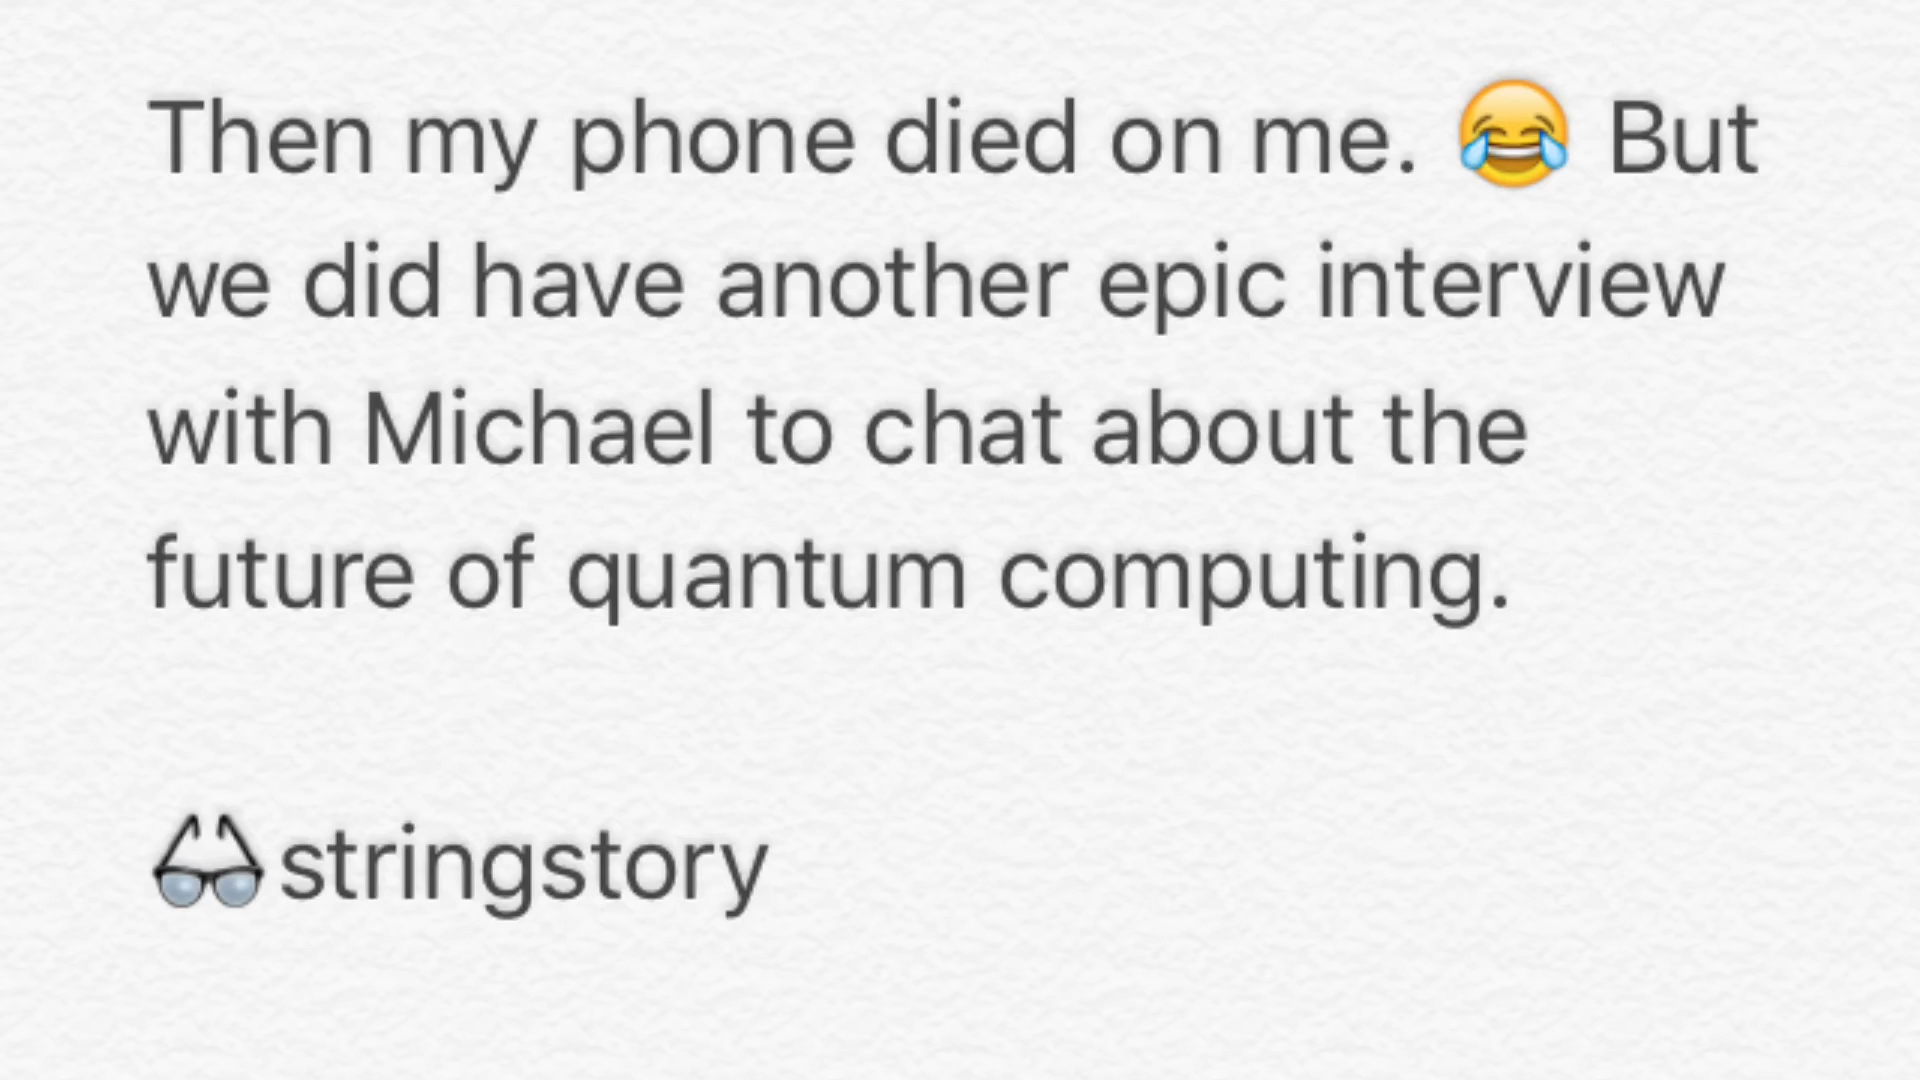 Then my phone died on me. 😂 But
we did have another epic interview
with Michael to chat about the
future of quantum computing.
👓stringstory